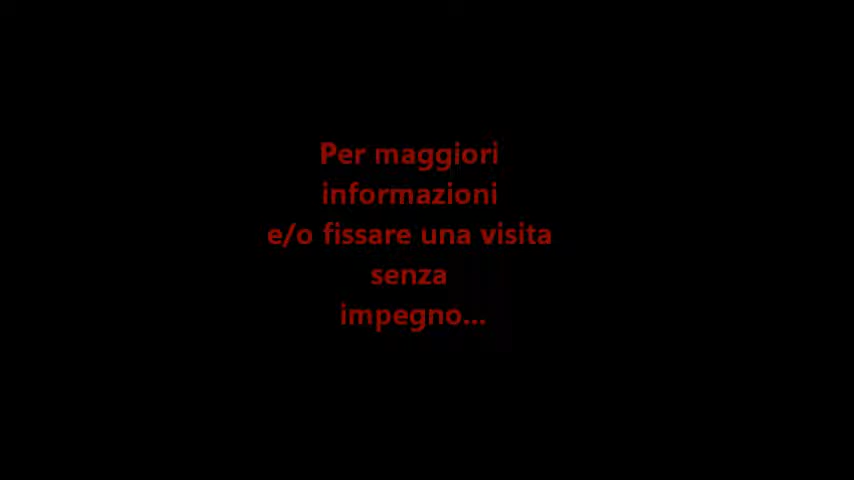 Per maggiori
informazioni
e/o fissare una visita
senza
impegno...